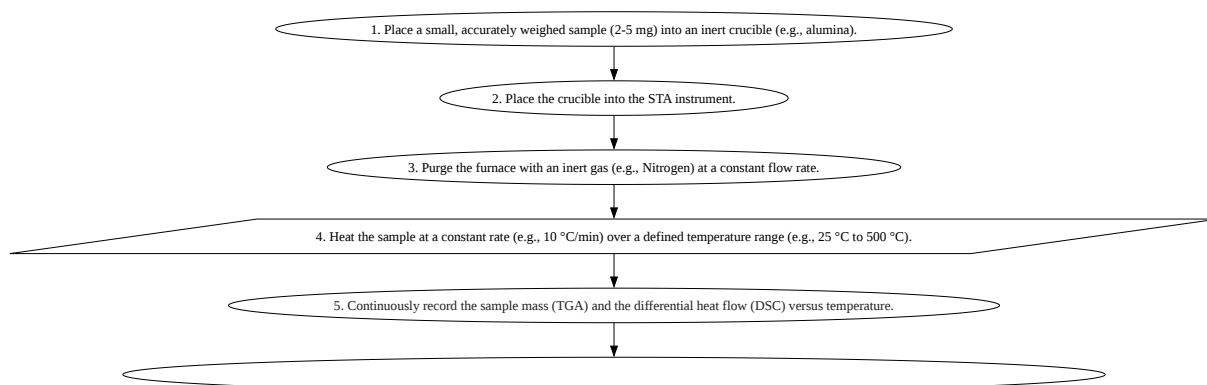 1. Place a small, accurately weighed sample (2-5 mg) into an inert crucible (e.g., alumina).
2. Place the crucible into the STA instrument.
3. Purge the furnace with an inert gas (e.g., Nitrogen) at a constant flow rate.
4. Heat the sample at a constant rate (e.g., 10 °C/min) over a defined temperature range (e.g., 25 °C to 500 °C).
5. Continuously record the sample mass (TGA) and the differential heat flow (DSC) versus temperature.